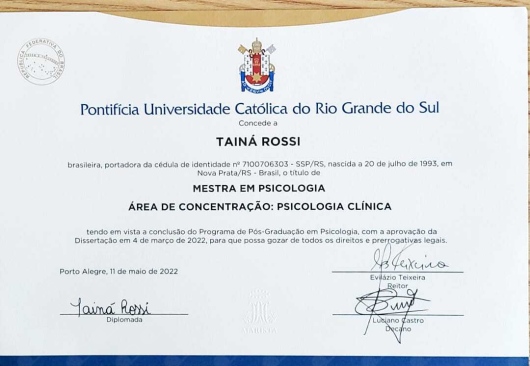 REPÚBLICA FEDERATIVA DO BRASIL
Pontifícia Universidade Católica do Rio Grande do Sul
Concede a
TAINÁ ROSSI
brasileira, portadora da cédula de identidade nº 7100706303 - SSP/RS, nascida a 20 de julho de 1993, em
Nova Prata/RS - Brasil, o título de
MESTRA EM PSICOLOGIA
ÁREA DE CONCENTRAÇÃO: PSICOLOGIA CLÍNICA
tendo em vista a conclusão do Programa de Pós-Graduação em Psicologia, com a aprovação da
Dissertação em 4 de março de 2022, para que possa gozar de todos os direitos e prerrogativas legais.
Porto Alegre, 11 de maio de 2022
Evilázio Teixeira
Reitor
Tainá Rossi
Diplomada
Luciano Castro
Decano